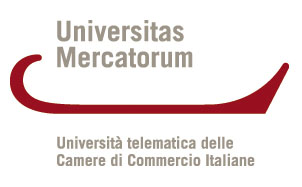 Universitas
Mercatorum
Università telematica delle
Camere di Commercio Italiane